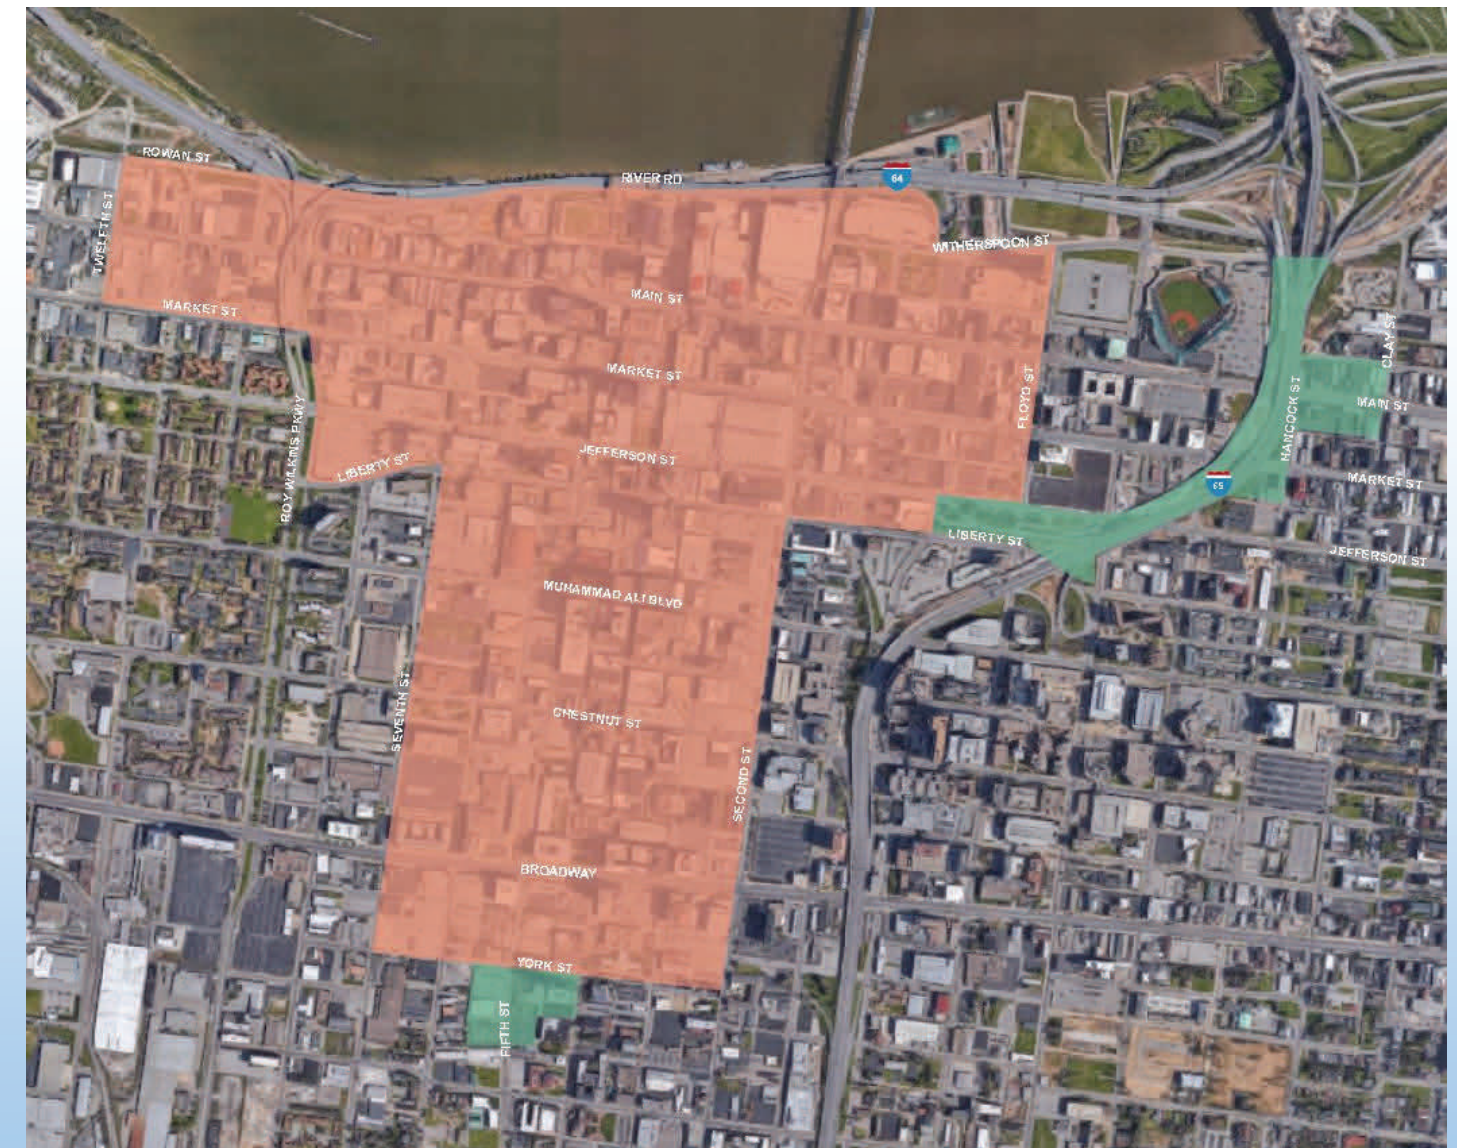 ROWAN ST
RIVER RD
64
TWELFTH ST
WITHERSPOON ST
MAIN ST
MARKET ST
CLAY ST
MARKET ST
FLOYD ST
MAIN ST
HANCOCK ST
ROY WILKINS PKWY
LIBERTY ST
JEFFERSON ST
MARKET ST
65
LIBERTY ST
JEFFERSON ST
MUHAMMAD ALI BLVD
SEVENTH ST
CHESTNUT ST
SECOND ST
BROADWAY
YORK ST
FIFTH ST